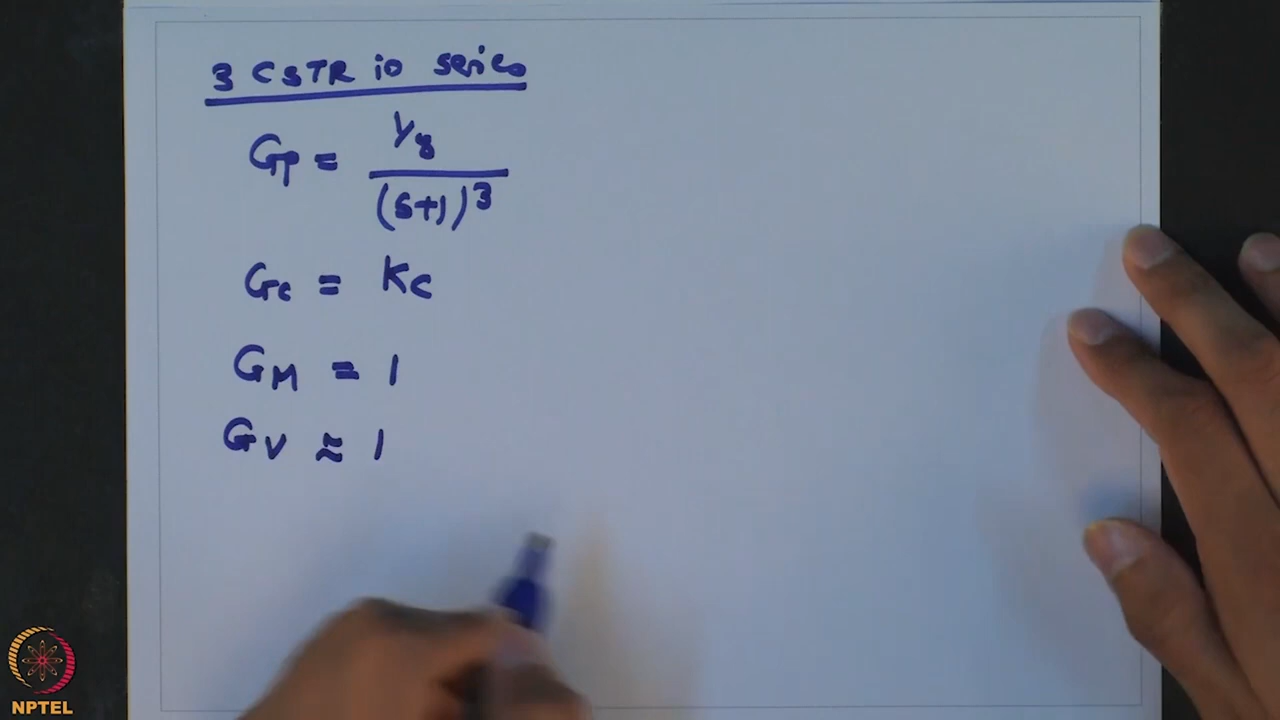 3 CSTR in series
Gp = 1/8 / (s+1)^3
Gc = Kc
GM = 1
Gv ≈ 1
NPTEL